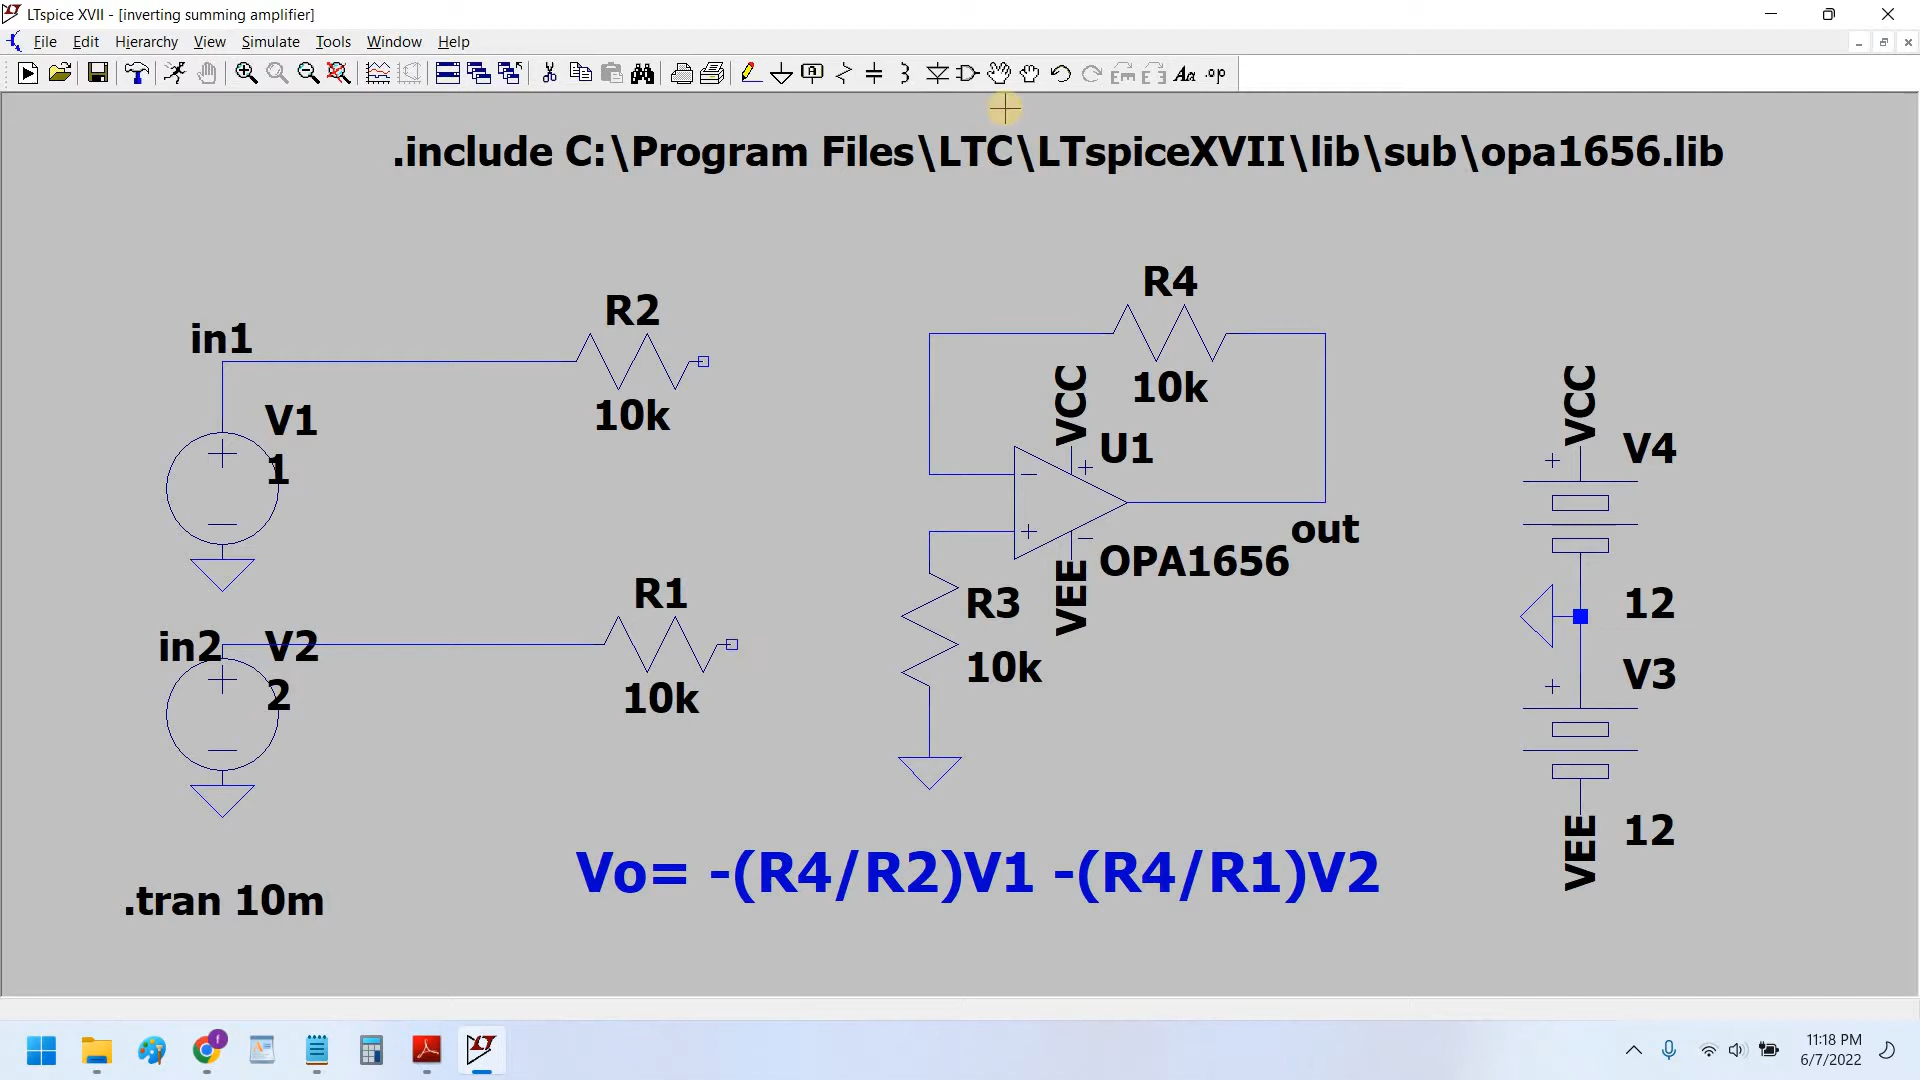 LTspice XVII - [inverting summing amplifier]
File Edit Hierarchy View Simulate Tools Window Help
Aa .op
.include C:\Program Files\LTC\LTspiceXVII\lib\sub\opa1656.lib
R4
10k
R2
10k
in1
V1
1
VCC
U1
VCC
V4
out
OPA1656
VEE
R1
10k
R3
10k
12
in2
V2
2
V3
12
VEE
Vo= -(R4/R2)V1 -(R4/R1)V2
.tran 10m
11:18 PM
6/7/2022